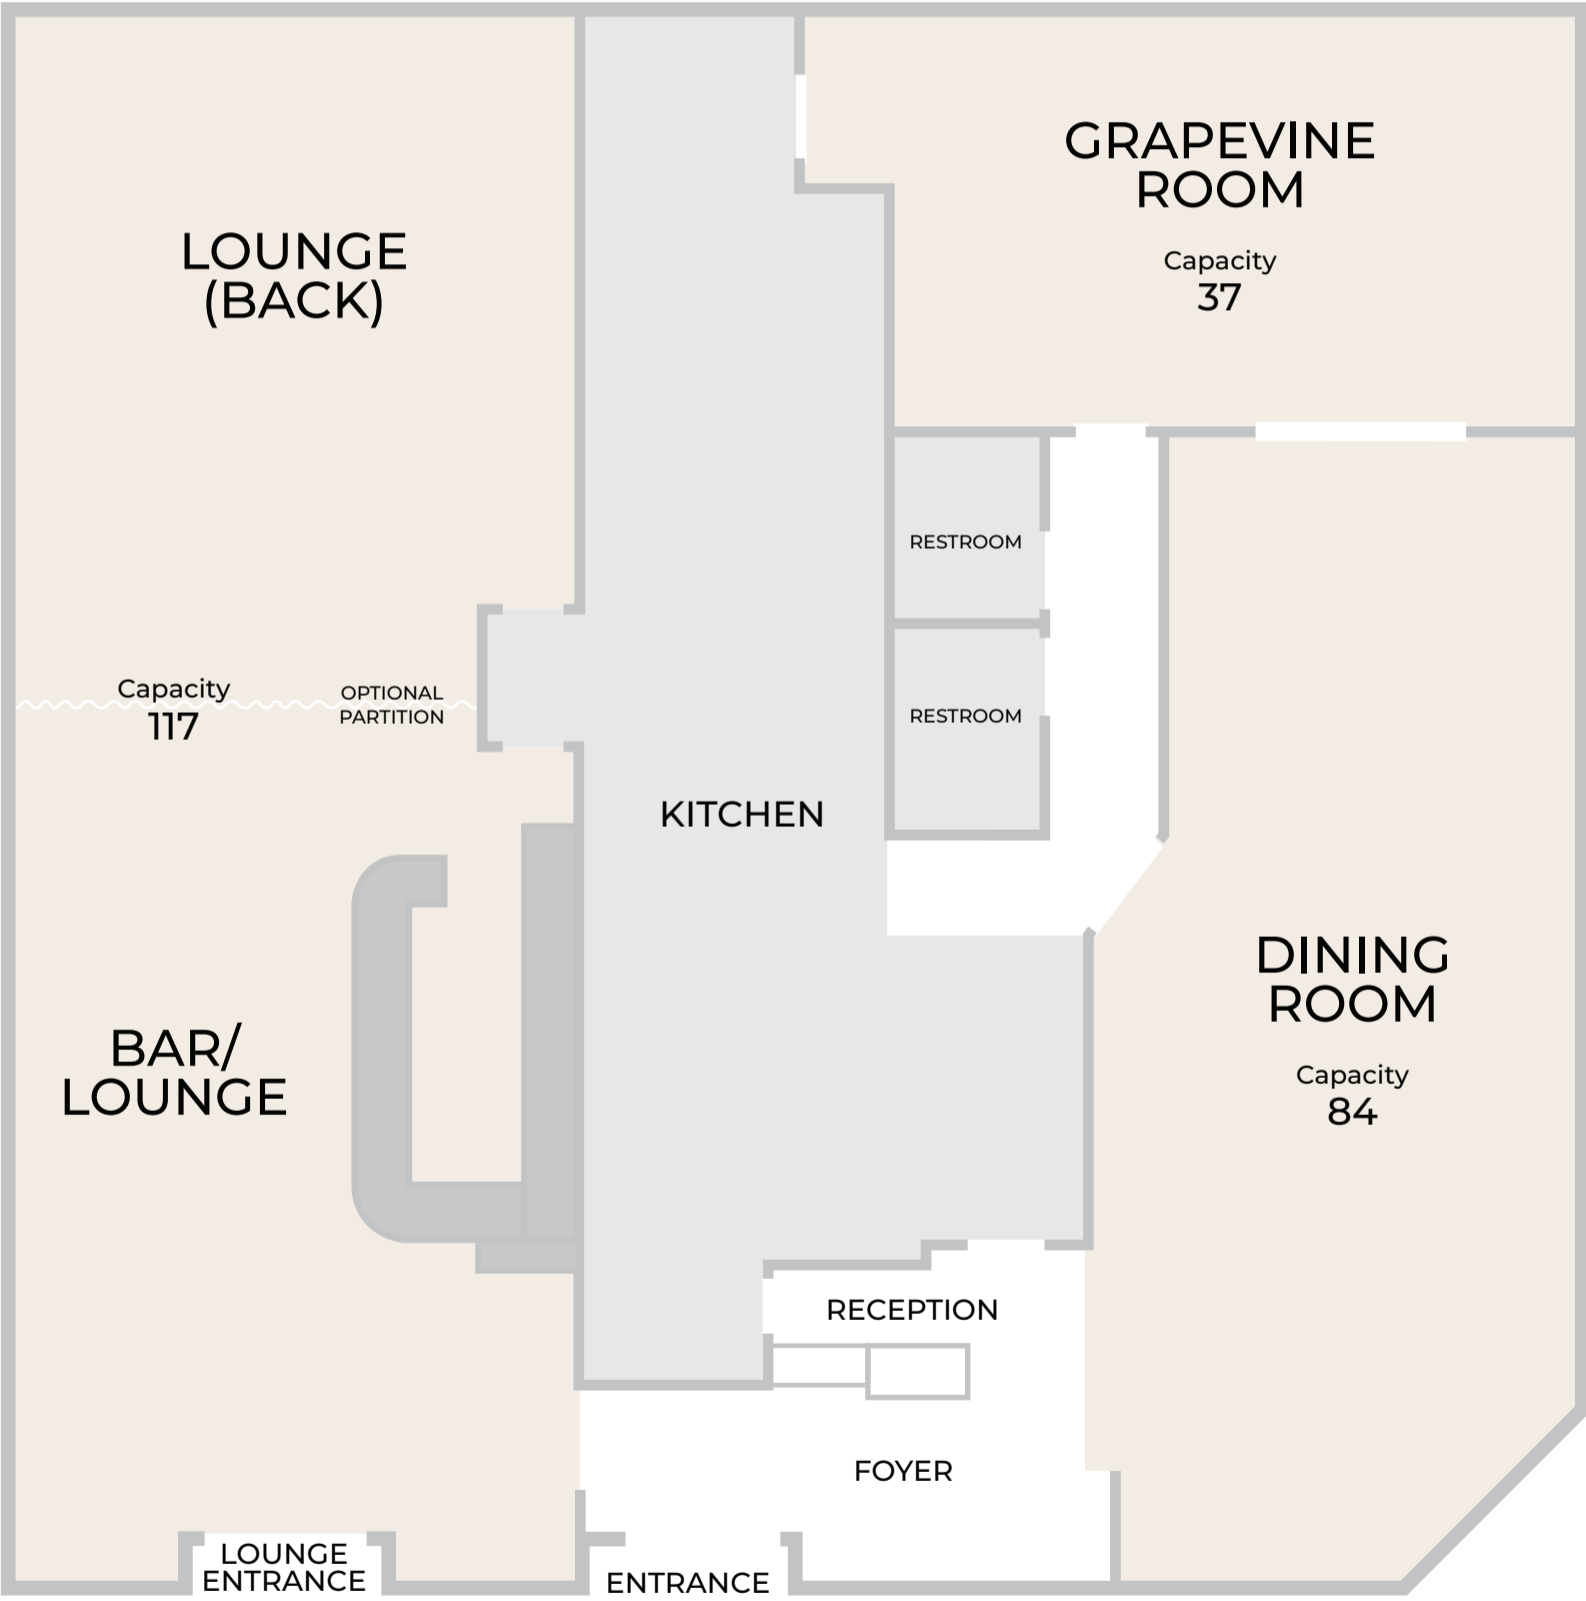 GRAPEVINE
ROOM
Capacity
37
LOUNGE
(BACK)
RESTROOM
Capacity
117
OPTIONAL
PARTITION
RESTROOM
KITCHEN
BAR/
LOUNGE
DINING
ROOM
Capacity
84
RECEPTION
FOYER
LOUNGE
ENTRANCE
ENTRANCE